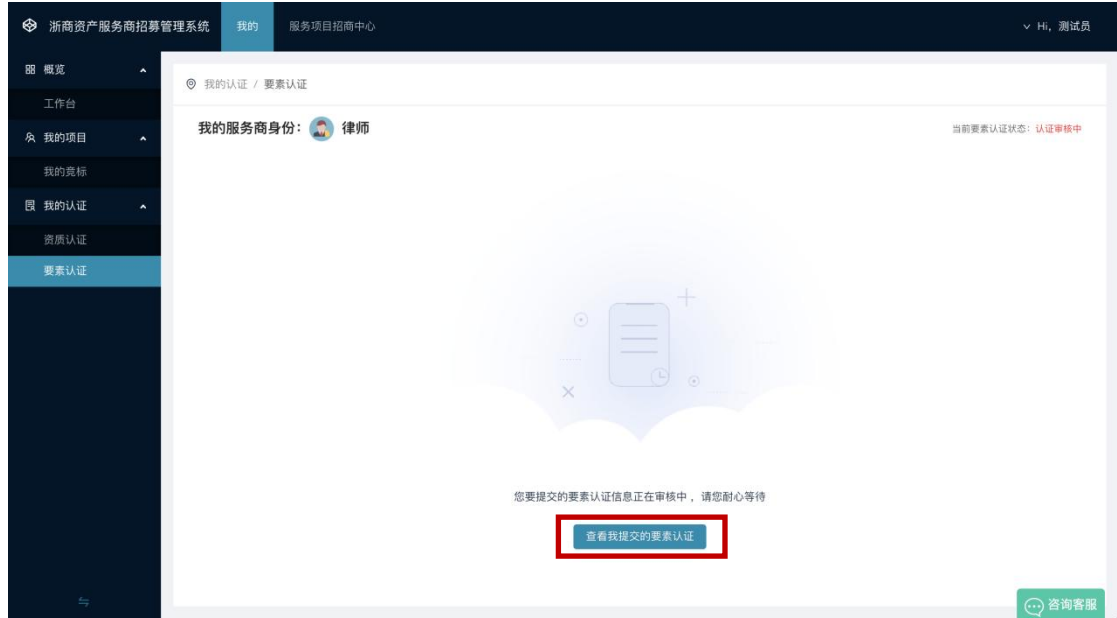 浙商资产服务商招募管理系统 我的 服务项目招商中心 Hi, 测试员
概览
工作台
我的项目
我的竞标
我的认证
资质认证
要素认证
我的认证 / 要素认证
我的服务商身份: 律师
当前要素认证状态: 认证审核中
您要提交的要素认证信息正在审核中，请您耐心等待
查看我提交的要素认证
咨询客服